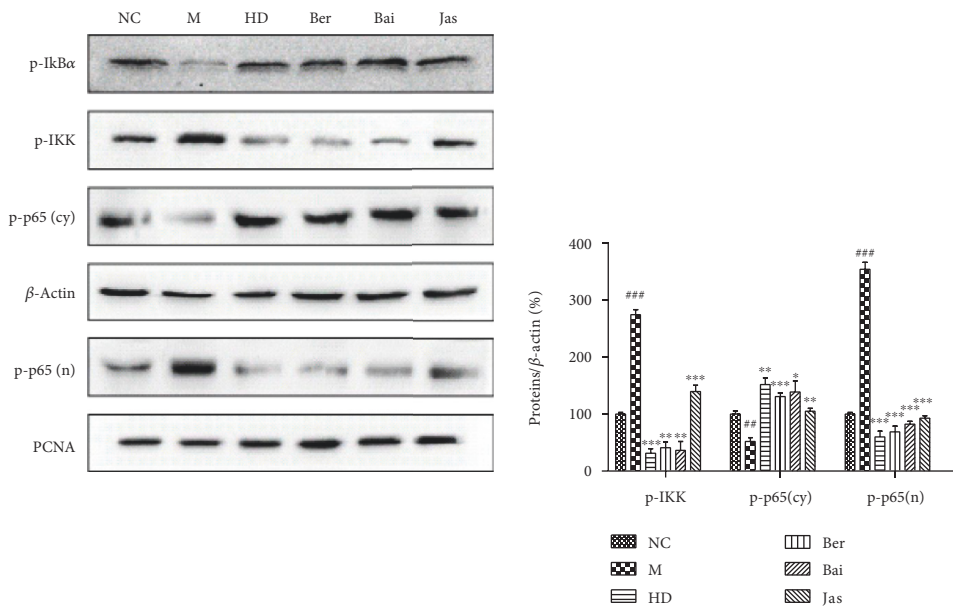 NC M HD Ber Bai Jas
p-IkBα
p-IKK
p-p65 (cy)
β-Actin
p-p65 (n)
PCNA
Proteins/β-actin (%)
400
300
200
100
0
###
***
**
**
***
##
**
***
*
**
###
***
***
***
***
p-IKK p-p65(cy) p-p65(n)
NC Ber
M Bai
HD Jas